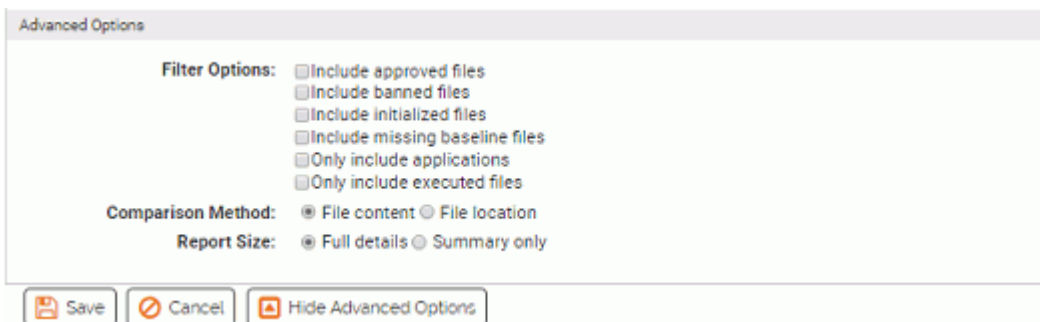 Advanced Options
Filter Options: Include approved files
Include banned files
Include initialized files
Include missing baseline files
Only include applications
Only include executed files
Comparison Method: File content File location
Report Size: Full details Summary only
Save Cancel Hide Advanced Options